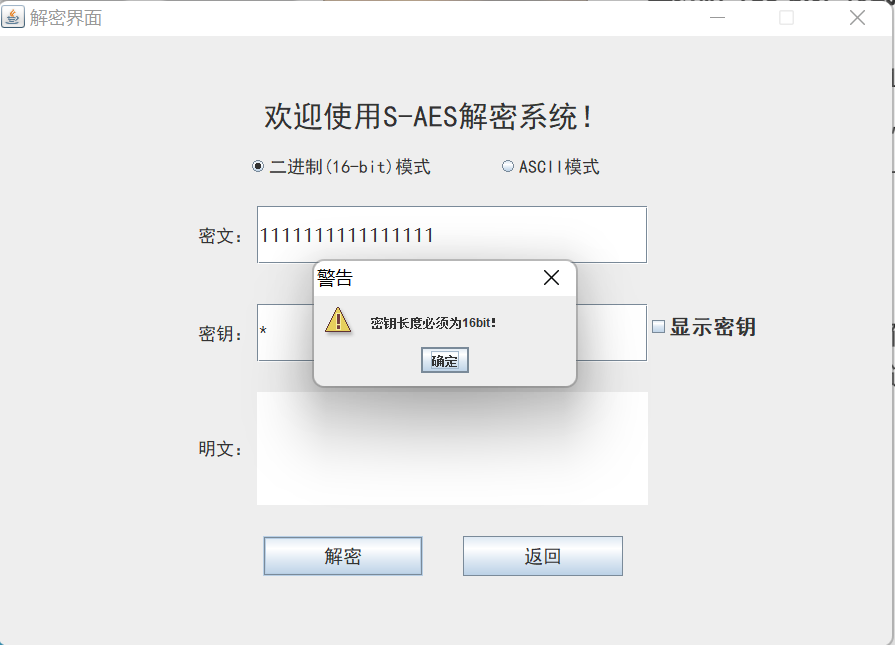 解密界面
欢迎使用S-AES解密系统!
二进制(16-bit)模式 ASCII模式
密文: 1111111111111111
警告
密钥长度必须为16bit!
确定
密钥: * 显示密钥
明文:
解密 返回